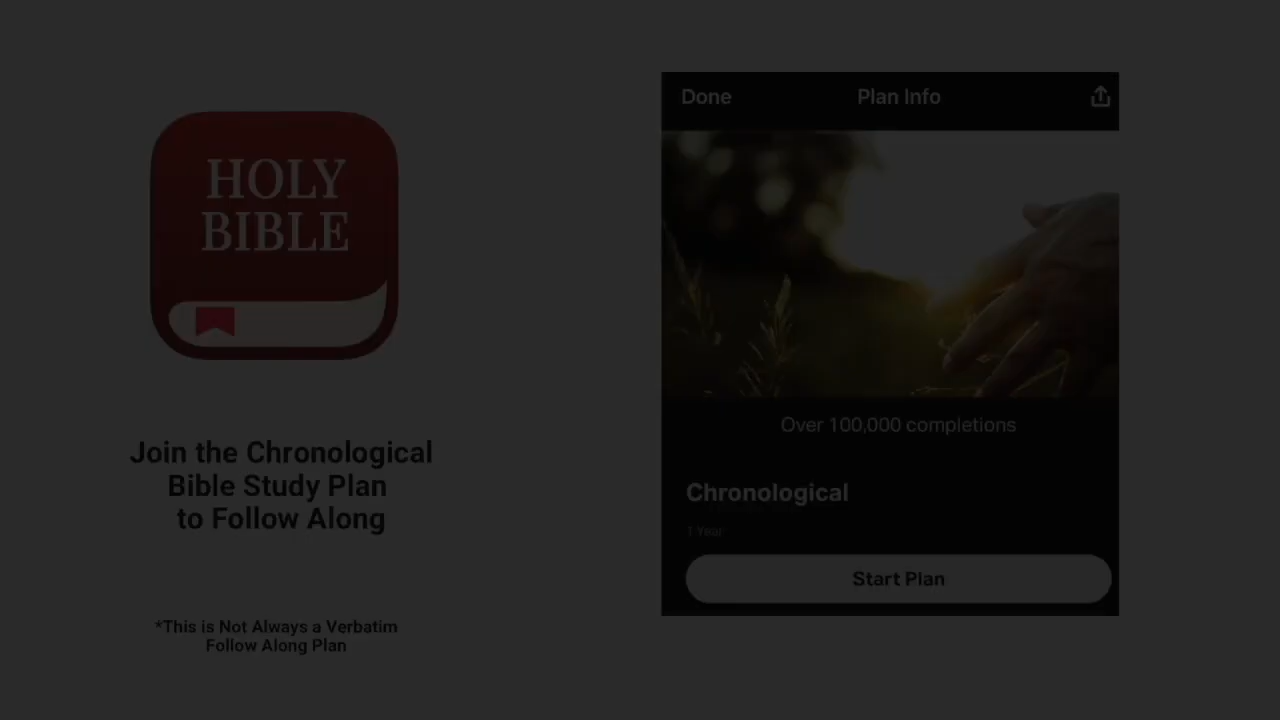 HOLY
BIBLE
Join the Chronological
Bible Study Plan
to Follow Along
*This is Not Always a Verbatim
Follow Along Plan
Done
Plan Info
Over 100,000 completions
Chronological
1 Year
Start Plan